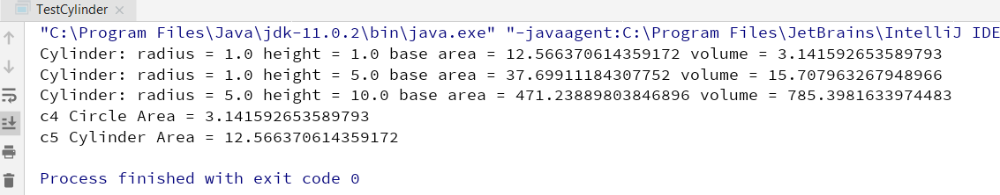 TestCylinder
"C:\Program Files\Java\jdk-11.0.2\bin\java.exe" "-javaagent:C:\Program Files\JetBrains\IntelliJ IDE
Cylinder: radius = 1.0 height = 1.0 base area = 12.566370614359172 volume = 3.141592653589793
Cylinder: radius = 1.0 height = 5.0 base area = 37.69911184307752 volume = 15.707963267948966
Cylinder: radius = 5.0 height = 10.0 base area = 471.23889803846896 volume = 785.3981633974483
c4 Circle Area = 3.141592653589793
c5 Cylinder Area = 12.566370614359172
Process finished with exit code 0